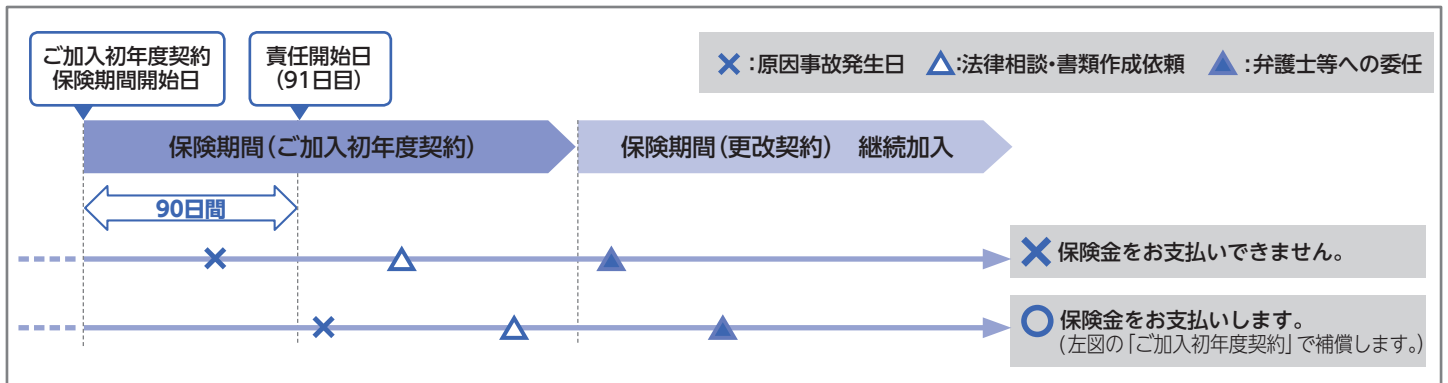 ご加入初年度契約
保険期間開始日
責任開始日
(91日目)
×:原因事故発生日 △:法律相談・書類作成依頼 ▲:弁護士等への委任
保険期間(ご加入初年度契約)
保険期間(更改契約) 継続加入
90日間
× 保険金をお支払いできません。
○ 保険金をお支払いします。
(左図の「ご加入初年度契約」で補償します。)